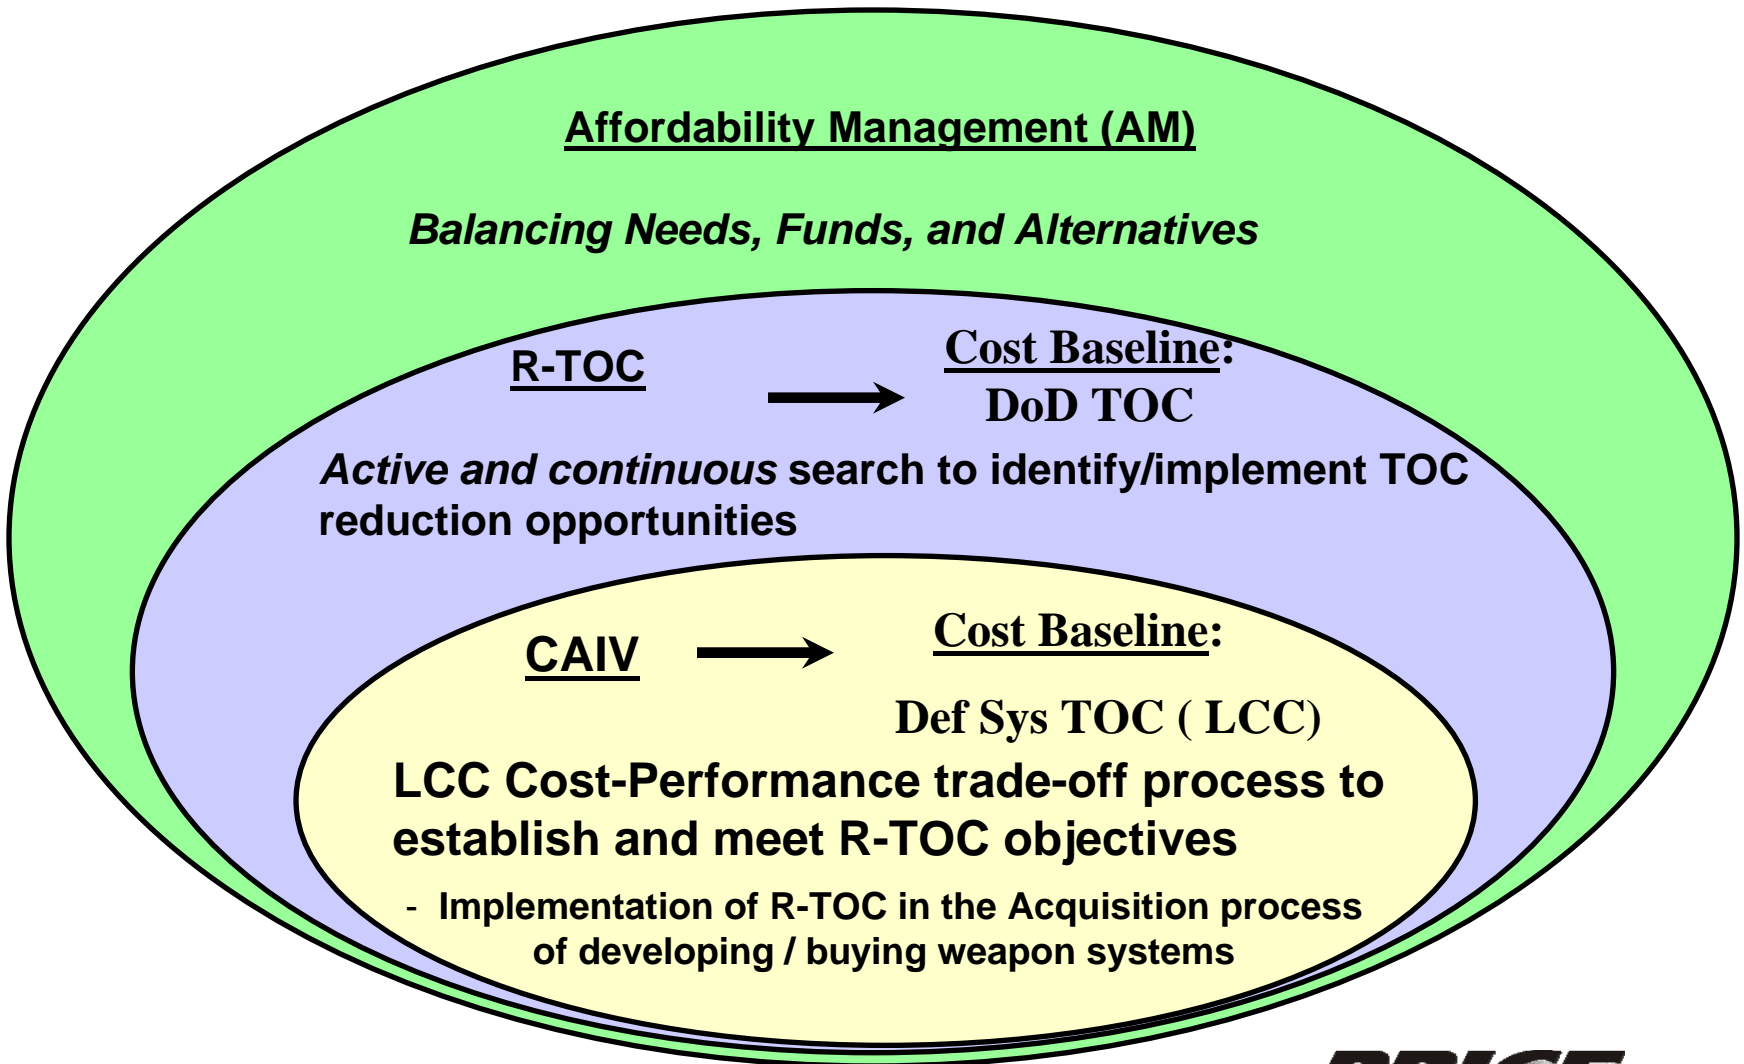 Affordability Management (AM)
Balancing Needs, Funds, and Alternatives
R-TOC
Cost Baseline:
DoD TOC
Active and continuous search to identify/implement TOC
reduction opportunities
CAIV
Cost Baseline:
Def Sys TOC ( LCC)
LCC Cost-Performance trade-off process to
establish and meet R-TOC objectives
- Implementation of R-TOC in the Acquisition process
of developing / buying weapon systems
PRICE